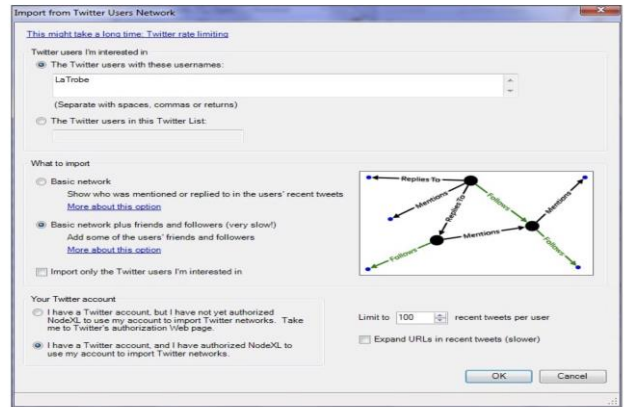 Import from Twitter Users Network
This might take a long time: Twitter rate limiting
Twitter users I'm interested in
The Twitter users with these usernames:
LaTrobe
(Separate with spaces, commas or returns)
The Twitter users in this Twitter List:
What to import
Basic network
Show who was mentioned or replied to in the users' recent tweets
More about this option
Basic network plus friends and followers (very slow!)
Add some of the users' friends and followers
More about this option
Import only the Twitter users I'm interested in
Replies To
Mentions
Replies To
Follows
Mentions
Mentions
Follows
Follows
Your Twitter account
I have a Twitter account, but I have not yet authorized
NodeXL to use my account to import Twitter networks. Take
me to Twitter's authorization Web page.
I have a Twitter account, and I have authorized NodeXL to
use my account to import Twitter networks.
Limit to 100 recent tweets per user
Expand URLs in recent tweets (slower)
OK Cancel